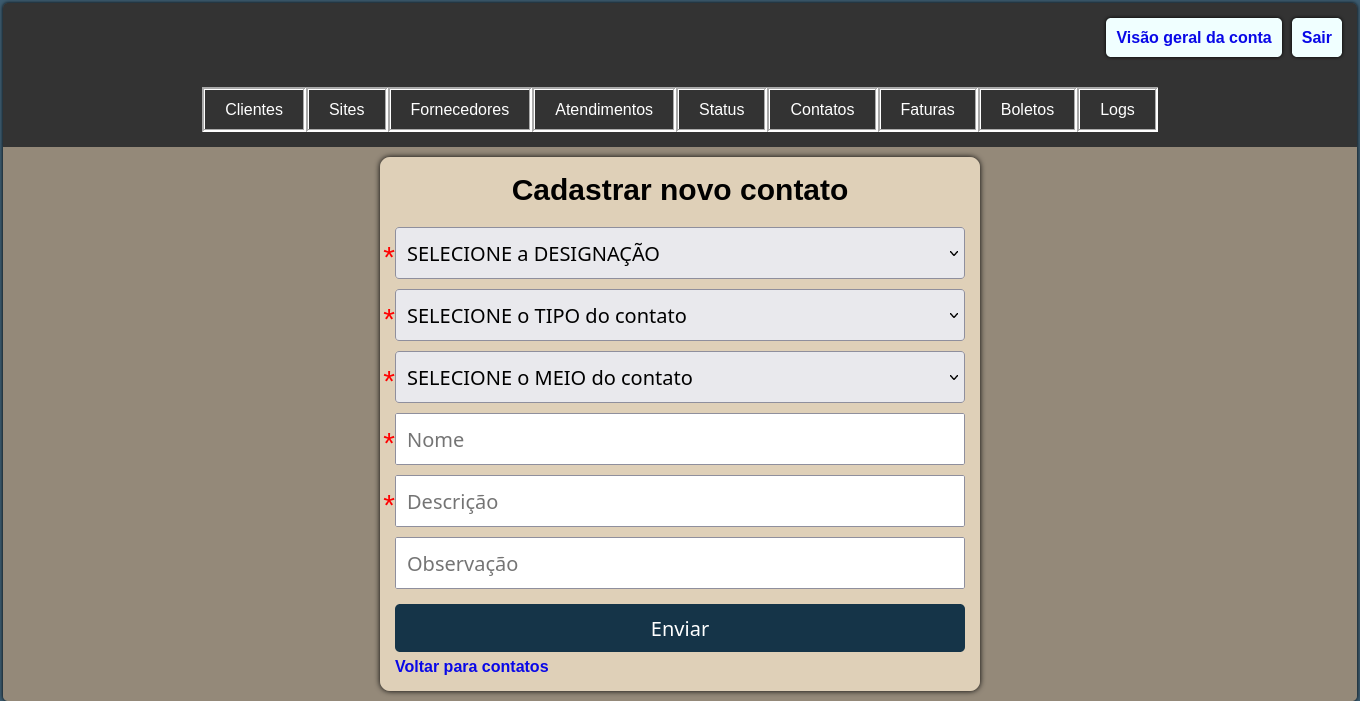 Visão geral da conta Sair
Clientes Sites Fornecedores Atendimentos Status Contatos Faturas Boletos Logs
Cadastrar novo contato
* SELECIONE a DESIGNAÇÃO
* SELECIONE o TIPO do contato
* SELECIONE o MEIO do contato
* Nome
* Descrição
Observação
Enviar
Voltar para contatos